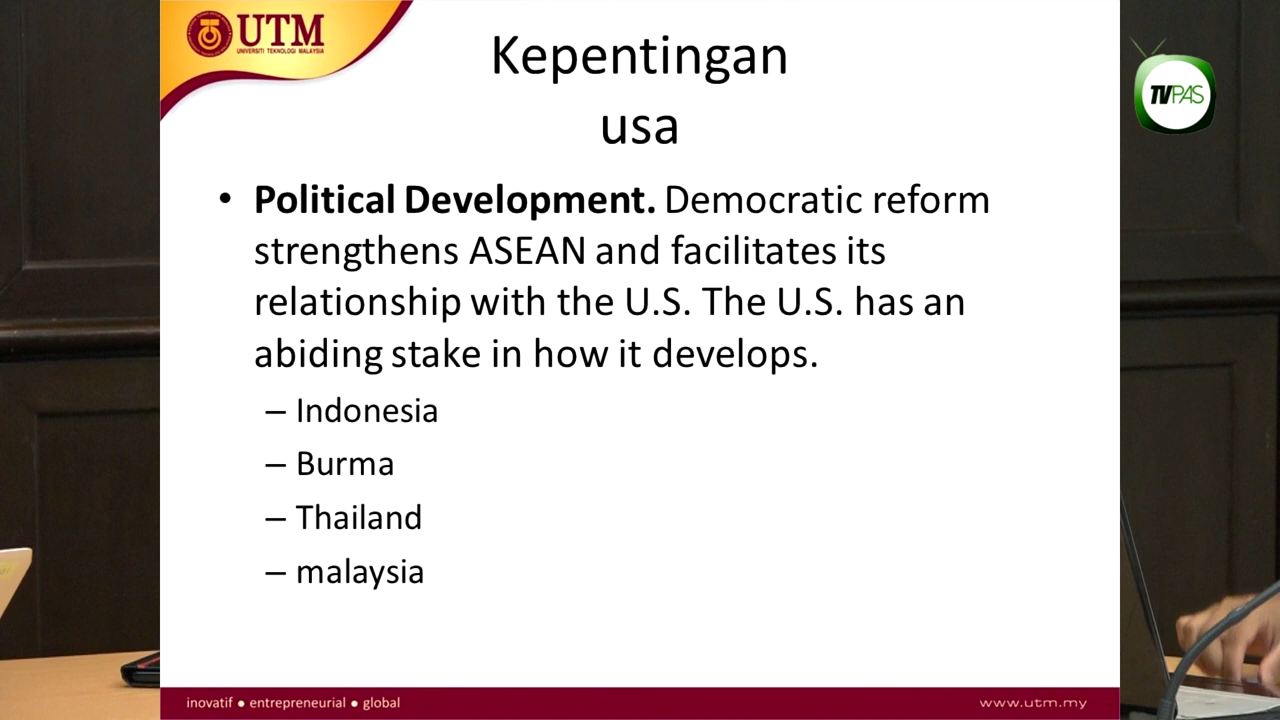 UTM
UNIVERSITI TEKNOLOGI MALAYSIA
Kepentingan
usa
TVPAS
• Political Development. Democratic reform
strengthens ASEAN and facilitates its
relationship with the U.S. The U.S. has an
abiding stake in how it develops.
– Indonesia
– Burma
– Thailand
– malaysia
inovatif ● entrepreneurial ● global
www.utm.my